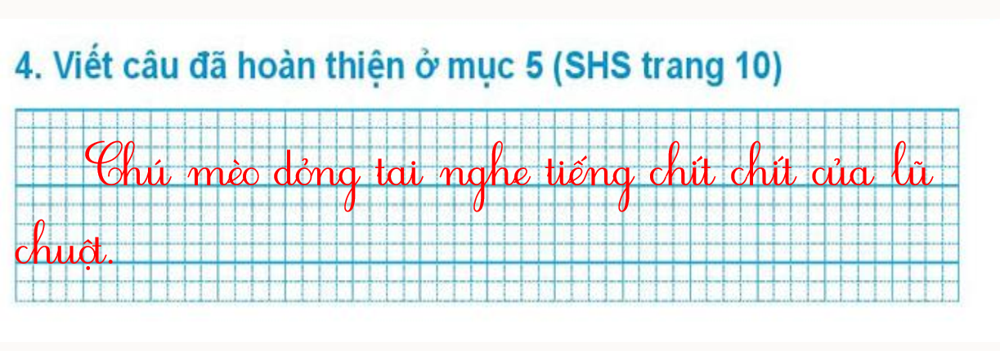 4. Viết câu đã hoàn thiện ở mục 5 (SHS trang 10)
Chú mèo dỏng tai nghe tiếng chít chít của lũ
chuột.